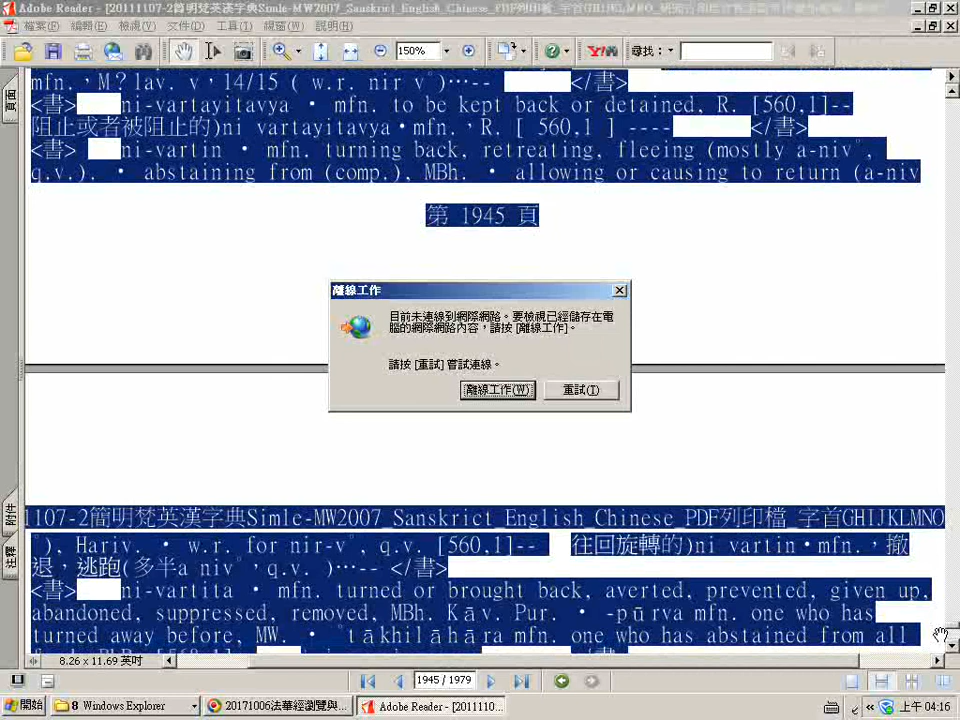 Adobe Reader - [20111107-2簡明梵英漢字典Simle-MW2007_Sanskrict_English_Chinese_PDF列印檔_字首GHIJKLMNO
檔案(F) 編輯(E) 檢視(V) 文件(D) 工具(T) 視窗(W) 說明(H)
150% Y! 尋找:
頁面
mfn.，M？lav. v，14/15 ( w.r. nir v˚)…-- </書>
<書> ni-vartayitavya • mfn. to be kept back or detained, R. [560,1]--
阻止或者被阻止的)ni vartayitavya•mfn.，R. [ 560,1 ] ---- </書>
<書> ni-vartin • mfn. turning back, retreating, fleeing (mostly a-niv˚,
q.v.). • abstaining from (comp.), MBh. • allowing or causing to return (a-niv
第 1945 頁
離線工作
目前未連線到網際網路。要檢視已經儲存在電
腦的網際網路內容，請按 [離線工作]。
請按 [重試] 嘗試連線。
離線工作(W) 重試(T)
附件
注釋
1107-2簡明梵英漢字典Simle-MW2007_Sanskrict_English_Chinese_PDF列印檔_字首GHIJKLMNO
˚), Hariv. • w.r. for nir-v˚, q.v. [560,1]-- 往回旋轉的)ni vartin•mfn.，撤
退，逃跑(多半a niv˚，q.v. )…-- </書>
<書> ni-vartita • mfn. turned or brought back, averted, prevented, given up,
abandoned, suppressed, removed, MBh. Kāv. Pur. • -pūrva mfn. one who has
turned away before, MW. • ˚tākhilāhāra mfn. one who has abstained from all
8.26 x 11.69 英吋
1945 / 1979
開始 8 Windows Explorer 20171006法華經瀏覽與... Adobe Reader - [2011110... 上午 04:16